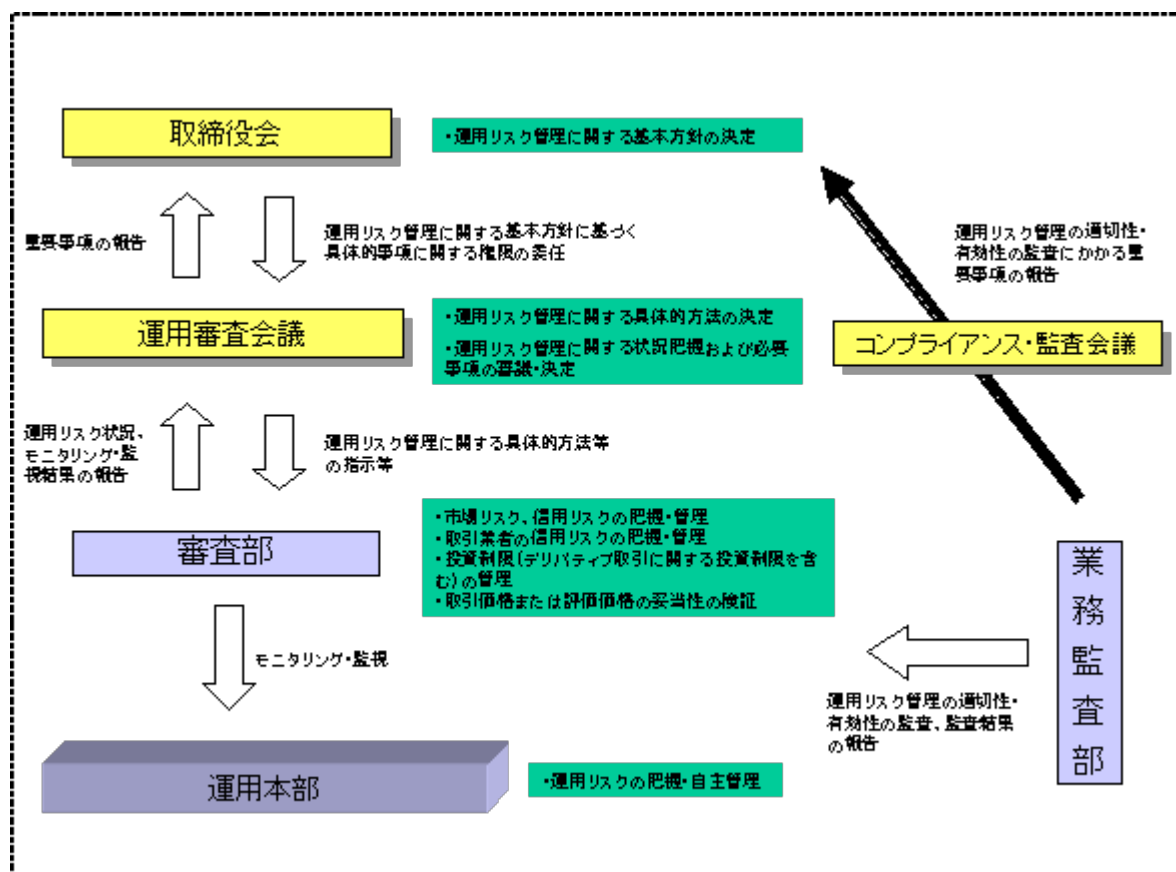 取締役会
・運用リスク管理に関する基本方針の決定
重要事項の報告
運用リスク管理に関する基本方針に基づく
具体的事項に関する権限の委任
運用リスク管理の適切性・
有効性の監査にかかる重
要事項の報告
運用審査会議
・運用リスク管理に関する具体的方法の決定
・運用リスク管理に関する状況把握および必要
事項の審議・決定
コンプライアンス・監査会議
運用リスク状況、
モニタリング・監
視結果の報告
運用リスク管理に関する具体的方法等
の指示等
審査部
・市場リスク、信用リスクの把握・管理
・取引業者の信用リスクの把握・管理
・投資制限（デリバティブ取引に関する投資制限を含
む）の管理
・取引価格または評価価格の妥当性の検証
業務監査部
モニタリング・監視
運用リスク管理の適切性・
有効性の監査、監査結果
の報告
運用本部
・運用リスクの把握・自主管理